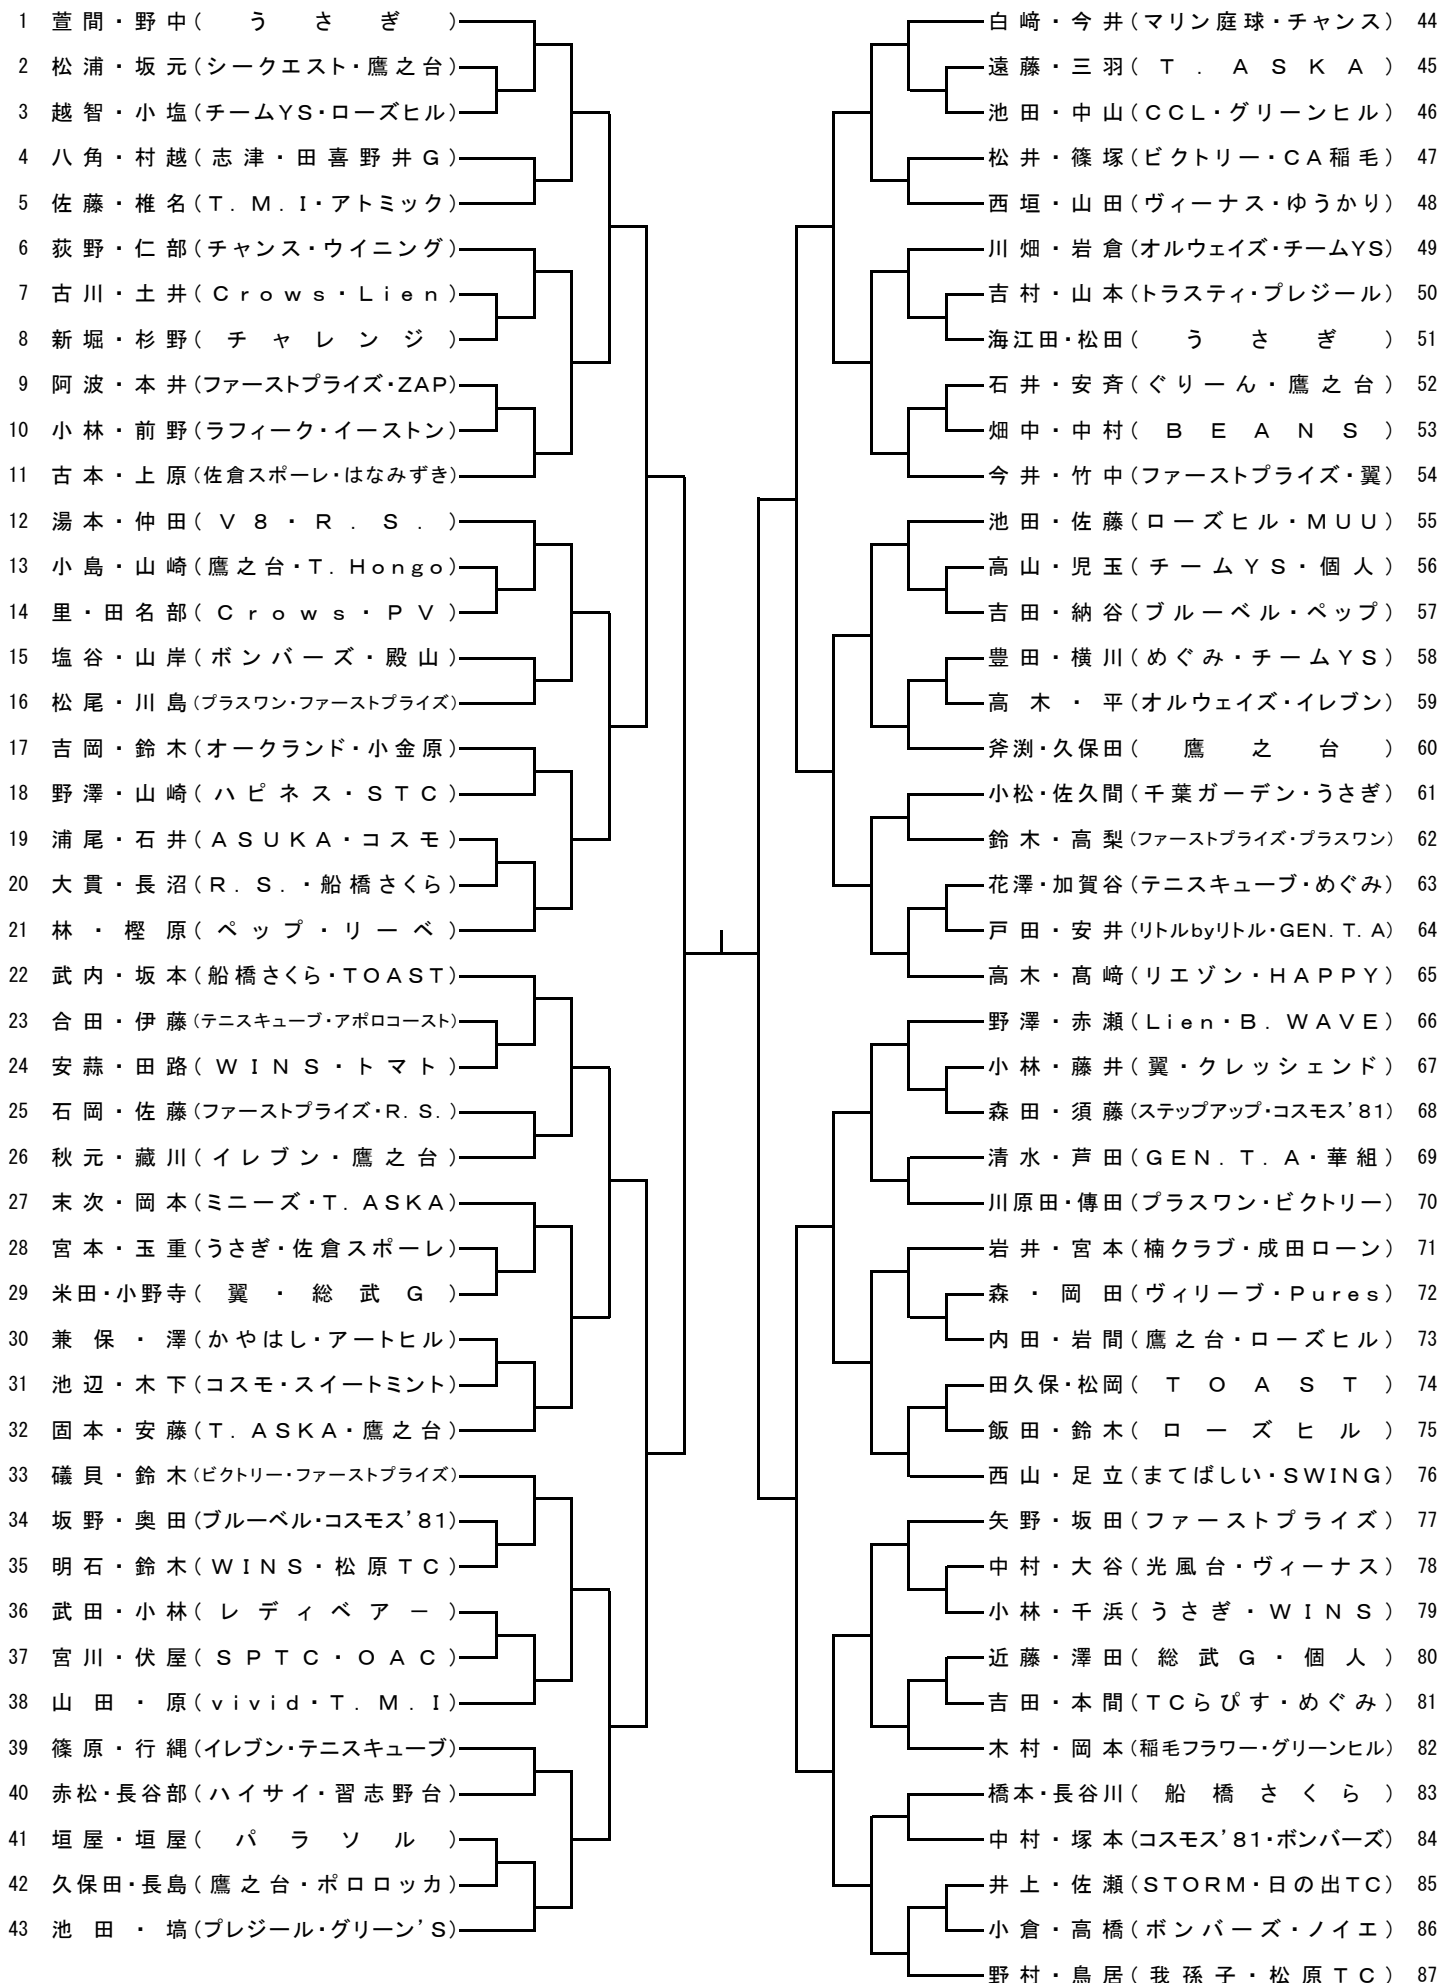 1 萱間・野中(うさぎ)
2 松浦・坂元(シークエスト・鷹之台)
3 越智・小塩(チームYS・ローズヒル)
4 八角・村越(志津・田喜野井G)
5 佐藤・椎名(T.M.I・アトミック)
6 荻野・仁部(チャンス・ウイニング)
7 古川・土井(Crows・Lien)
8 新堀・杉野(チャレンジ)
9 阿波・本井(ファーストプライズ・ZAP)
10 小林・前野(ラフィーク・イーストン)
11 古本・上原(佐倉スポーレ・はなみずき)
12 湯本・仲田(V8・R.S.)
13 小島・山崎(鷹之台・T.Hongo)
14 里・田名部(Crows・PV)
15 塩谷・山岸(ボンバーズ・殿山)
16 松尾・川島(プラスワン・ファーストプライズ)
17 吉岡・鈴木(オークランド・小金原)
18 野澤・山崎(ハピネス・STC)
19 浦尾・石井(ASUKA・コスモ)
20 大貫・長沼(R.S.・船橋さくら)
21 林・樫原(ペップ・リーベ)
22 武内・坂本(船橋さくら・TOAST)
23 合田・伊藤(テニスキューブ・アポロコースト)
24 安蒜・田路(WINS・トマト)
25 石岡・佐藤(ファーストプライズ・R.S.)
26 秋元・藏川(イレブン・鷹之台)
27 末次・岡本(ミニーズ・T.ASKA)
28 宮本・玉重(うさぎ・佐倉スポーレ)
29 米田・小野寺(翼・総武G)
30 兼保・澤(かやはし・アートヒル)
31 池辺・木下(コスモ・スイートミント)
32 固本・安藤(T.ASKA・鷹之台)
33 礒貝・鈴木(ビクトリー・ファーストプライズ)
34 坂野・奥田(ブルーベル・コスモス’81)
35 明石・鈴木(WINS・松原TC)
36 武田・小林(レディベアー)
37 宮川・伏屋(SPTC・OAC)
38 山田・原(vivid・T.M.I)
39 篠原・行縄(イレブン・テニスキューブ)
40 赤松・長谷部(ハイサイ・習志野台)
41 垣屋・垣屋(パラソル)
42 久保田・長島(鷹之台・ポロロッカ)
43 池田・塙(プレジール・グリーン’S)
白﨑・今井(マリン庭球・チャンス) 44
遠藤・三羽(T.ASKA) 45
池田・中山(CCL・グリーンヒル) 46
松井・篠塚(ビクトリー・CA稲毛) 47
西垣・山田(ヴィーナス・ゆうかり) 48
川畑・岩倉(オルウェイズ・チームYS) 49
吉村・山本(トラスティ・プレジール) 50
海江田・松田(うさぎ) 51
石井・安斉(ぐりーん・鷹之台) 52
畑中・中村(BEANS) 53
今井・竹中(ファーストプライズ・翼) 54
池田・佐藤(ローズヒル・MUU) 55
高山・児玉(チームYS・個人) 56
吉田・納谷(ブルーベル・ペップ) 57
豊田・横川(めぐみ・チームYS) 58
高木・平(オルウェイズ・イレブン) 59
斧渕・久保田(鷹之台) 60
小松・佐久間(千葉ガーデン・うさぎ) 61
鈴木・高梨(ファーストプライズ・プラスワン) 62
花澤・加賀谷(テニスキューブ・めぐみ) 63
戸田・安井(リトルbyリトル・GEN.T.A) 64
高木・髙﨑(リエゾン・HAPPY) 65
野澤・赤瀬(Lien・B.WAVE) 66
小林・藤井(翼・クレッシェンド) 67
森田・須藤(ステップアップ・コスモス’81) 68
清水・芦田(GEN.T.A・華組) 69
川原田・傳田(プラスワン・ビクトリー) 70
岩井・宮本(楠クラブ・成田ローン) 71
森・岡田(ヴィリーブ・Pures) 72
内田・岩間(鷹之台・ローズヒル) 73
田久保・松岡(TOAST) 74
飯田・鈴木(ローズヒル) 75
西山・足立(まてばしい・SWING) 76
矢野・坂田(ファーストプライズ) 77
中村・大谷(光風台・ヴィーナス) 78
小林・千浜(うさぎ・WINS) 79
近藤・澤田(総武G・個人) 80
吉田・本間(TCらぴす・めぐみ) 81
木村・岡本(稲毛フラワー・グリーンヒル) 82
橋本・長谷川(船橋さくら) 83
中村・塚本(コスモス’81・ボンバーズ) 84
井上・佐瀬(STORM・日の出TC) 85
小倉・高橋(ボンバーズ・ノイエ) 86
野村・鳥居(我孫子・松原TC) 87